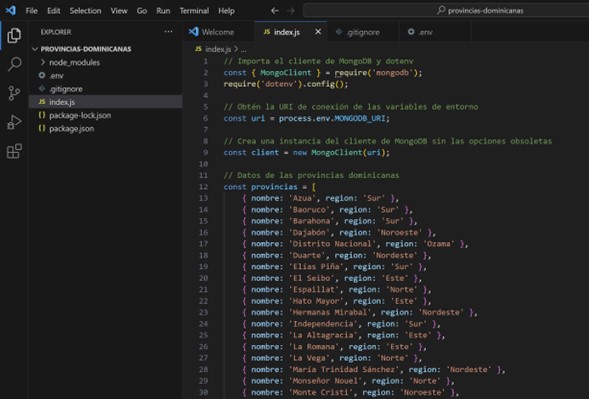 File Edit Selection View Go Run Terminal Help
provincias-dominicanas
EXPLORER
PROVINCIAS-DOMINICANAS
node_modules
.env
.gitignore
JS index.js
{} package-lock.json
{} package.json
Welcome
JS index.js
.gitignore
.env
JS index.js > ...
1 // Importa el cliente de MongoDB y dotenv
2 const { MongoClient } = require('mongodb');
3 require('dotenv').config();
4
5 // Obtén la URI de conexión de las variables de entorno
6 const uri = process.env.MONGODB_URI;
7
8 // Crea una instancia del cliente de MongoDB sin las opciones obsoletas
9 const client = new MongoClient(uri);
10
11 // Datos de las provincias dominicanas
12 const provincias = [
13 { nombre: 'Azua', region: 'Sur' },
14 { nombre: 'Baoruco', region: 'Sur' },
15 { nombre: 'Barahona', region: 'Sur' },
16 { nombre: 'Dajabón', region: 'Noroeste' },
17 { nombre: 'Distrito Nacional', region: 'Ozama' },
18 { nombre: 'Duarte', region: 'Nordeste' },
19 { nombre: 'Elías Piña', region: 'Sur' },
20 { nombre: 'El Seibo', region: 'Este' },
21 { nombre: 'Espaillat', region: 'Norte' },
22 { nombre: 'Hato Mayor', region: 'Este' },
23 { nombre: 'Hermanas Mirabal', region: 'Nordeste' },
24 { nombre: 'Independencia', region: 'Sur' },
25 { nombre: 'La Altagracia', region: 'Este' },
26 { nombre: 'La Romana', region: 'Este' },
27 { nombre: 'La Vega', region: 'Norte' },
28 { nombre: 'María Trinidad Sánchez', region: 'Nordeste' },
29 { nombre: 'Monseñor Nouel', region: 'Norte' },
30 { nombre: 'Monte Cristi', region: 'Noroeste' },